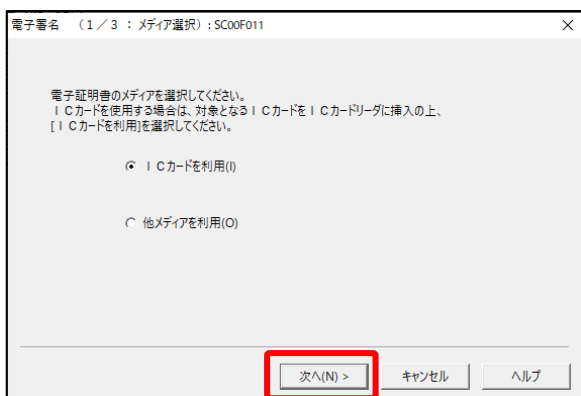 電子署名　（１／３　：　メディア選択）：SC00F011
電子証明書のメディアを選択してください。
ＩＣカードを使用する場合は、対象となるＩＣカードをＩＣカードリーダに挿入の上、
[ＩＣカードを利用]を選択してください。
ＩＣカードを利用(I)
他メディアを利用(O)
次へ(N) >
キャンセル
ヘルプ